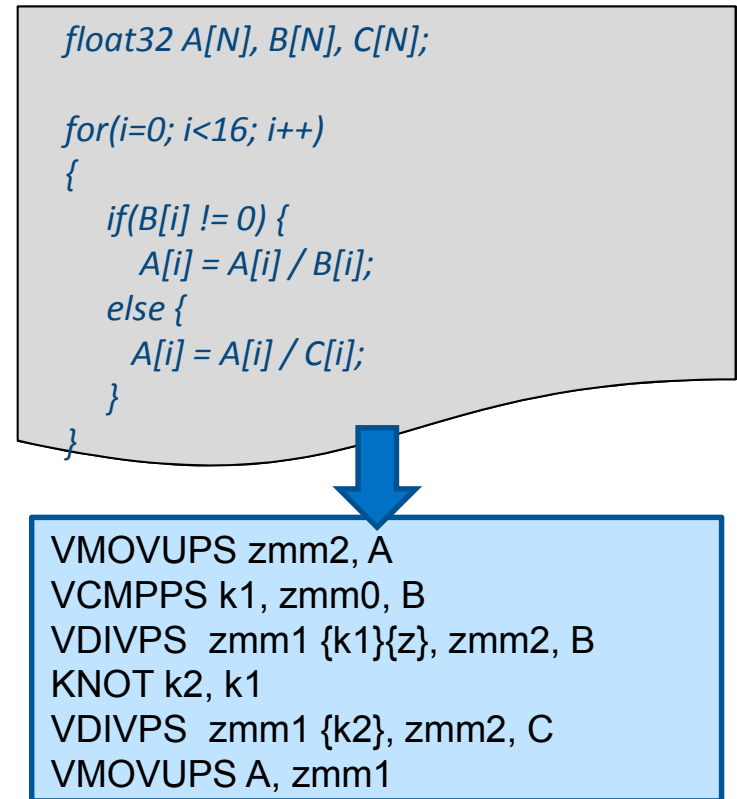 float32 A[N], B[N], C[N];
for(i=0; i<16; i++)
{
if(B[i] != 0) {
A[i] = A[i] / B[i];
else {
A[i] = A[i] / C[i];
}
}
VMOVUPS zmm2, A
VCMPPS k1, zmm0, B
VDIVPS zmm1 {k1}{z}, zmm2, B
KNOT k2, k1
VDIVPS zmm1 {k2}, zmm2, C
VMOVUPS A, zmm1